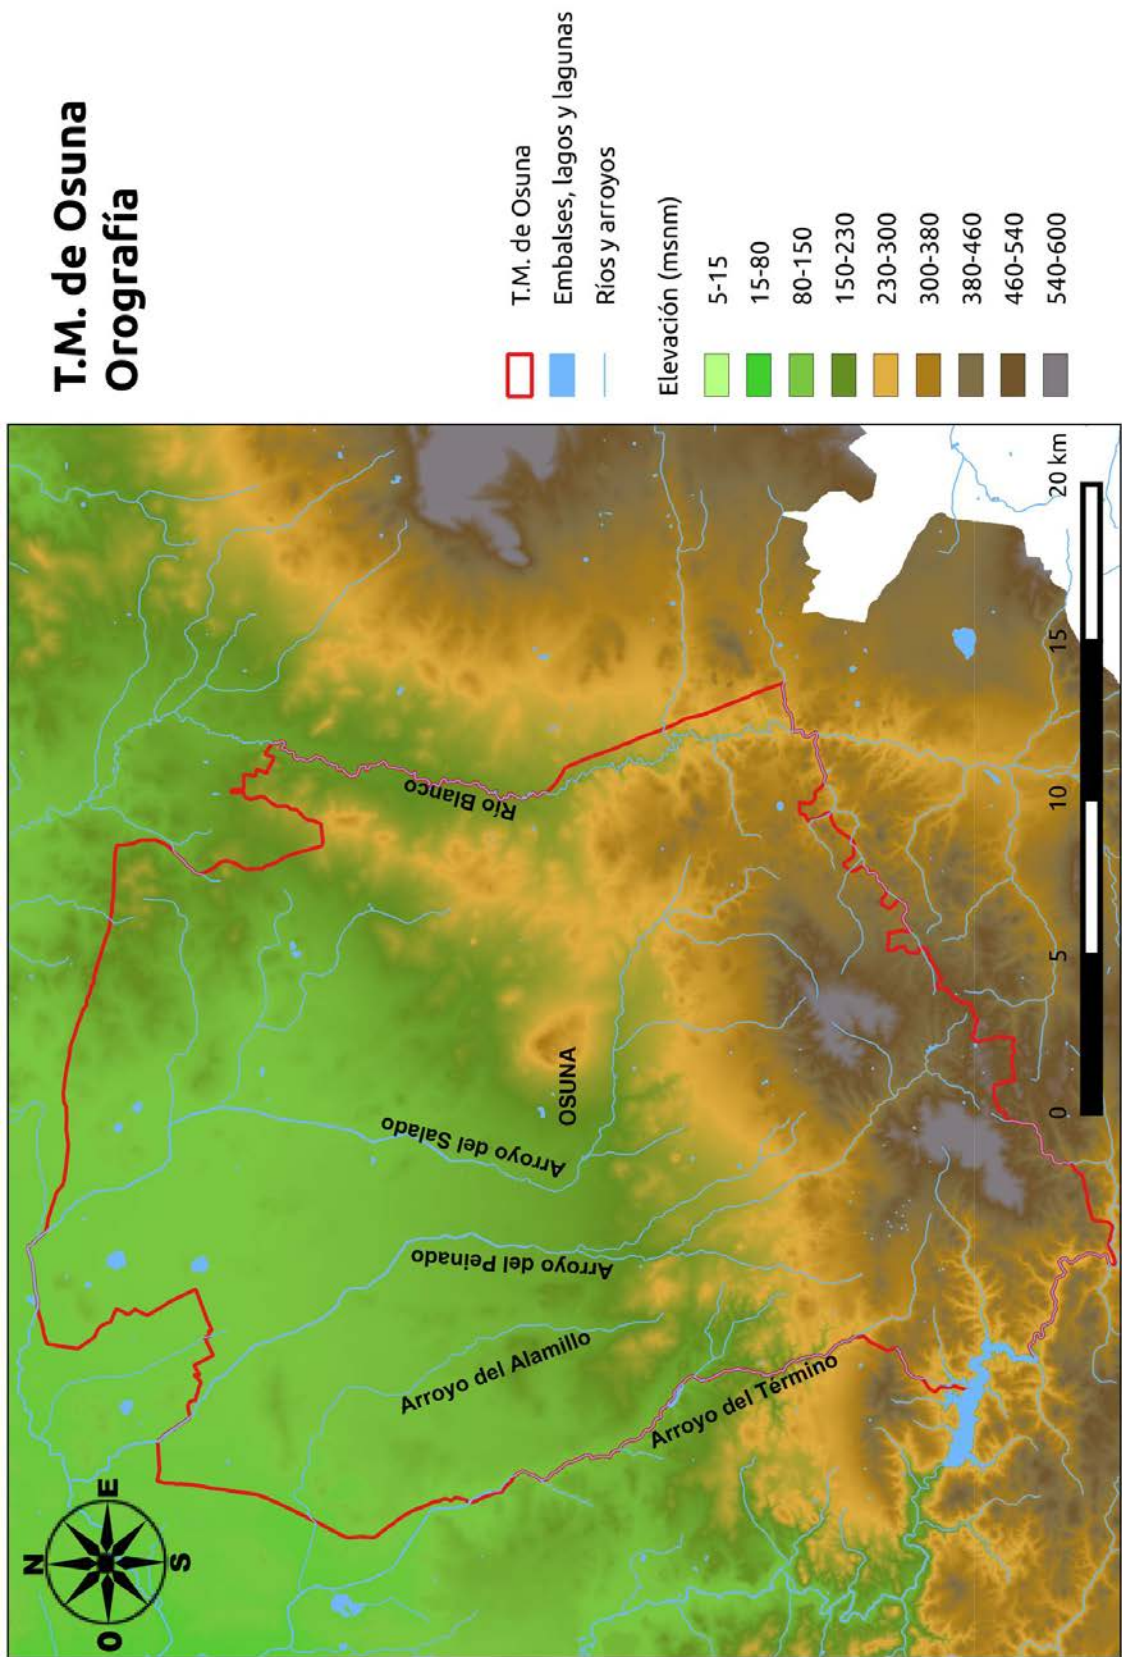 T.M. de Osuna
Orografía
T.M. de Osuna
Embalses, lagos y lagunas
Ríos y arroyos
Elevación (msnm)
5-15
15-80
80-150
150-230
230-300
300-380
380-460
460-540
540-600
N
O
E
S
Río Blanco
OSUNA
Arroyo del Salado
Arroyo del Peinado
Arroyo del Alamillo
Arroyo del Término
0
5
10
15
20 km